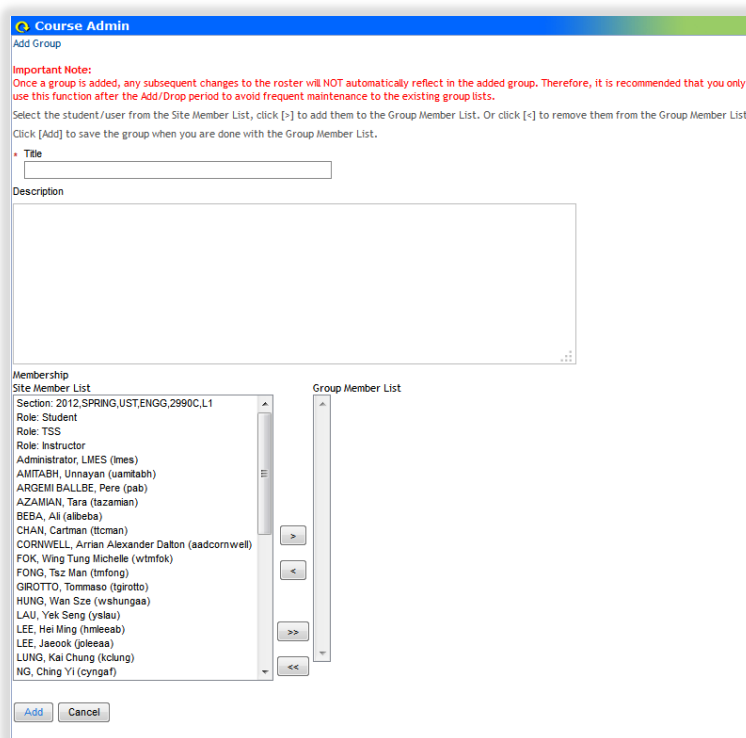 Course Admin
Add Group
Important Note:
Once a group is added, any subsequent changes to the roster will NOT automatically reflect in the added group. Therefore, it is recommended that you only
use this function after the Add/Drop period to avoid frequent maintenance to the existing group lists.
Select the student/user from the Site Member List, click [>] to add them to the Group Member List. Or click [<] to remove them from the Group Member List
Click [Add] to save the group when you are done with the Group Member List.
* Title
Description
Membership
Site Member List
Group Member List
Section: 2012,SPRING,UST,ENGG,2990C,L1
Role: Student
Role: TSS
Role: Instructor
Administrator, LMES (lmes)
AMITABH, Unnayan (uamitabh)
ARGEMI BALLBE, Pere (pab)
AZAMIAN, Tara (tazamian)
BEBA, Ali (alibeba)
CHAN, Cartman (ttcman)
CORNWELL, Arrian Alexander Dalton (aadcornwell)
FOK, Wing Tung Michelle (wtmfok)
FONG, Tsz Man (tmfong)
GIROTTO, Tommaso (tgirotto)
HUNG, Wan Sze (wshungaa)
LAU, Yek Seng (yslau)
LEE, Hei Ming (hmleeab)
LEE, Jaeook (joleeaa)
LUNG, Kai Chung (kclung)
NG, Ching Yi (cyngaf)
>
<
>>
<<
Add
Cancel